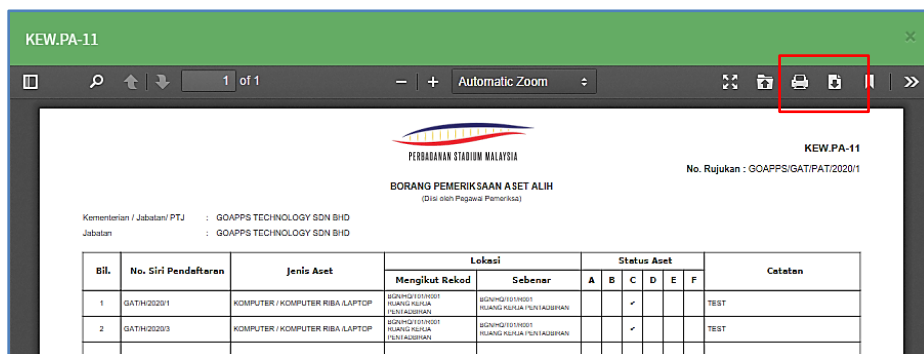 KEW.PA-11
×
1 of 1
Automatic Zoom
PERBADANAN STADIUM MALAYSIA
KEW.PA-11
No. Rujukan : GOAPPS/GAT/PAT/2020/1
BORANG PEMERIKSAAN ASET ALIH
(Diisi oleh Pegawai Pemeriksa)
Kementerian / Jabatan/ PTJ : GOAPPS TECHNOLOGY SDN BHD
Jabatan : GOAPPS TECHNOLOGY SDN BHD
Bil. No. Siri Pendaftaran Jenis Aset Lokasi Status Aset Catatan
Mengikut Rekod Sebenar A B C D E F
1 GAT/H/2020/1 KOMPUTER / KOMPUTER RIBA /LAPTOP BGN/HQ/T01/R001 RUANG KERJA PENTADBIRAN BGN/HQ/T01/R001 RUANG KERJA PENTADBIRAN ✔ TEST
2 GAT/H/2020/3 KOMPUTER / KOMPUTER RIBA /LAPTOP BGN/HQ/T01/R001 RUANG KERJA PENTADBIRAN BGN/HQ/T01/R001 RUANG KERJA PENTADBIRAN ✔ TEST